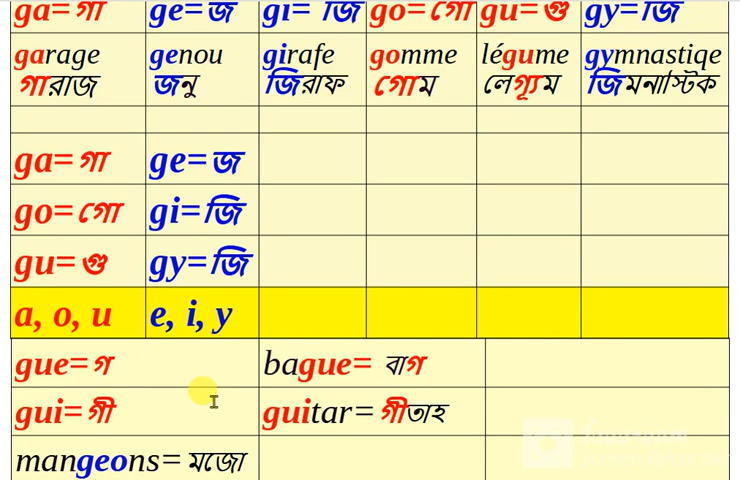 ga=গা ge=জ gi= জি go=গো gu=গু gy=জি
garage genou girafe gomme légume gymnastiqe
গারাজ জনু জিরাফ গোম লেগ্যূম জিমনাস্টিক
ga=গা ge=জ
go=গো gi=জি
gu=গু gy=জি
a, o, u e, i, y
gue=গ bague= বাগ
gui=গী guitar=গীতাহ
mangeons=মজো